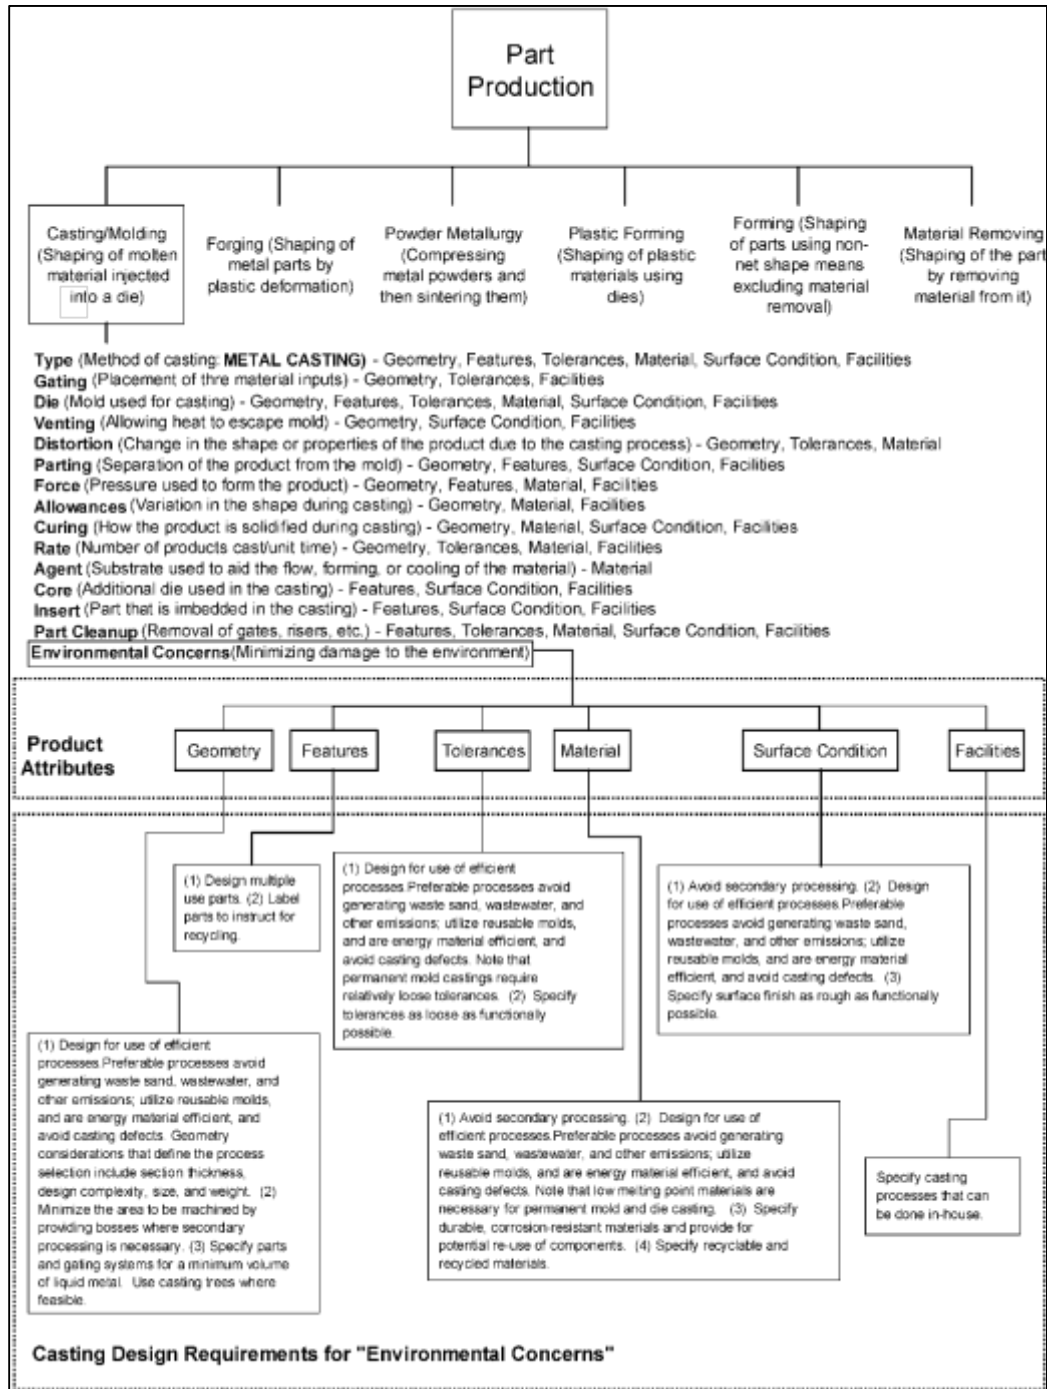 Part
Production
Casting/Molding
(Shaping of molten
material injected
into a die)
Forging (Shaping of
metal parts by
plastic deformation)
Powder Metallurgy
(Compressing
metal powders and
then sintering them)
Plastic Forming
(Shaping of plastic
materials using
dies)
Forming (Shaping
of parts using non-
net shape means
excluding material
removal)
Material Removing
(Shaping of the part
by removing
material from it)
Type (Method of casting: METAL CASTING) - Geometry, Features, Tolerances, Material, Surface Condition, Facilities
Gating (Placement of thre material inputs) - Geometry, Tolerances, Facilities
Die (Mold used for casting) - Geometry, Features, Tolerances, Material, Surface Condition, Facilities
Venting (Allowing heat to escape mold) - Geometry, Surface Condition, Facilities
Distortion (Change in the shape or properties of the product due to the casting process) - Geometry, Tolerances, Material
Parting (Separation of the product from the mold) - Geometry, Features, Surface Condition, Facilities
Force (Pressure used to form the product) - Geometry, Features, Material, Facilities
Allowances (Variation in the shape during casting) - Geometry, Material, Facilities
Curing (How the product is solidified during casting) - Geometry, Material, Surface Condition, Facilities
Rate (Number of products cast/unit time) - Geometry, Tolerances, Material, Facilities
Agent (Substrate used to aid the flow, forming, or cooling of the material) - Material
Core (Additional die used in the casting) - Features, Surface Condition, Facilities
Insert (Part that is imbedded in the casting) - Features, Surface Condition, Facilities
Part Cleanup (Removal of gates, risers, etc.) - Features, Tolerances, Material, Surface Condition, Facilities
Environmental Concerns(Minimizing damage to the environment)
Product
Attributes
Geometry
Features
Tolerances
Material
Surface Condition
Facilities
(1) Design multiple
use parts. (2) Label
parts to instruct for
recycling.
(1) Design for use of efficient
processes.Preferable processes avoid
generating waste sand, wastewater, and
other emissions; utilize reusable molds,
and are energy material efficient, and
avoid casting defects. Note that
permanent mold castings require
relatively loose tolerances. (2) Specify
tolerances as loose as functionally
possible.
(1) Avoid secondary processing. (2) Design
for use of efficient processes.Preferable
processes avoid generating waste sand,
wastewater, and other emissions; utilize
reusable molds, and are energy material
efficient, and avoid casting defects. (3)
Specify surface finish as rough as functionally
possible.
(1) Design for use of efficient
processes.Preferable processes avoid
generating waste sand, wastewater, and
other emissions; utilize reusable molds,
and are energy material efficient, and
avoid casting defects. Geometry
considerations that define the process
selection include section thickness,
design complexity, size, and weight. (2)
Minimize the area to be machined by
providing bosses where secondary
processing is necessary. (3) Specify parts
and gating systems for a minimum volume
of liquid metal. Use casting trees where
feasible.
(1) Avoid secondary processing. (2) Design for use of
efficient processes.Preferable processes avoid generating
waste sand, wastewater, and other emissions; utilize
reusable molds, and are energy material efficient, and avoid
casting defects. Note that low melting point materials are
necessary for permanent mold and die casting. (3) Specify
durable, corrosion-resistant materials and provide for
potential re-use of components. (4) Specify recyclable and
recycled materials.
Specify casting
processes that can
be done in-house.
Casting Design Requirements for "Environmental Concerns"